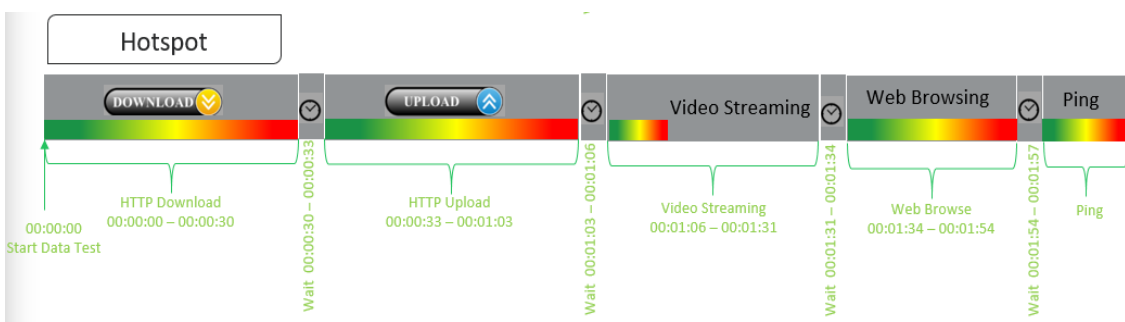 Hotspot
DOWNLOAD
UPLOAD
Video Streaming
Web Browsing
Ping
HTTP Download
00:00:00 – 00:00:30
00:00:00
Start Data Test
Wait 00:00:30 – 00:00:33
HTTP Upload
00:00:33 – 00:01:03
Wait 00:01:03 – 00:01:06
Video Streaming
00:01:06 – 00:01:31
Wait 00:01:31 – 00:01:34
Web Browse
00:01:34 – 00:01:54
Wait 00:01:54 – 00:01:57
Ping